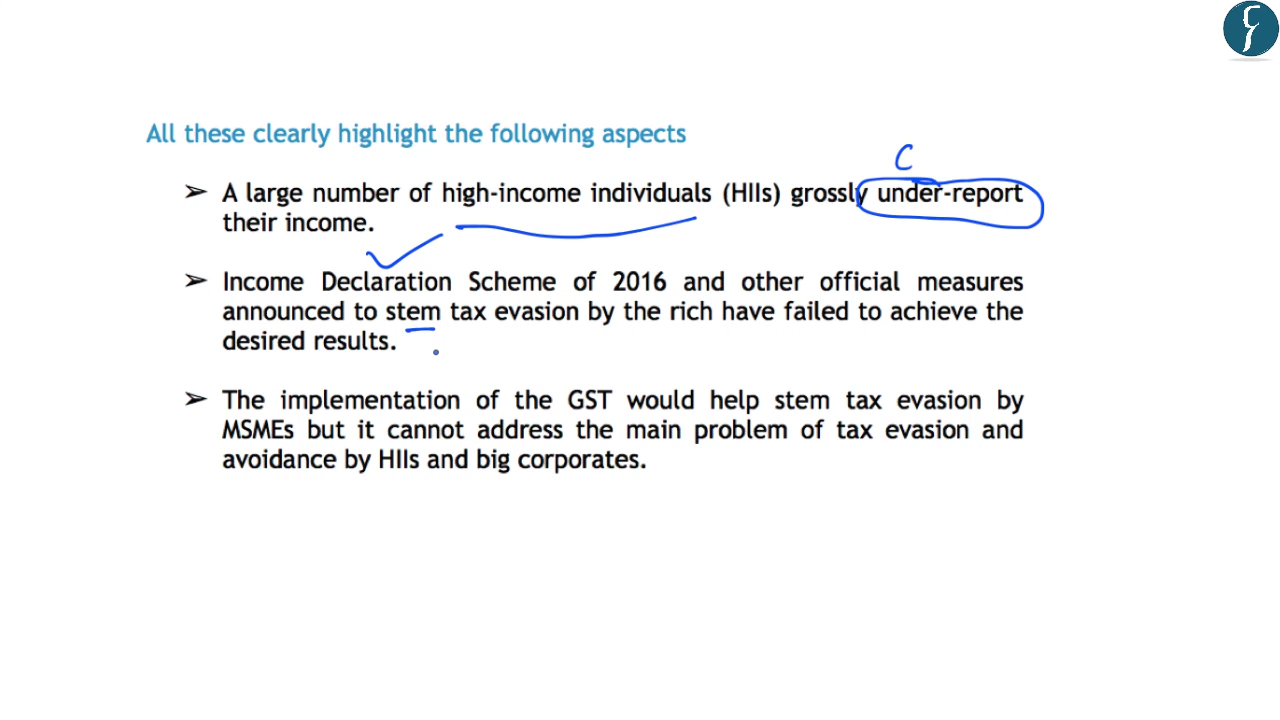 All these clearly highlight the following aspects
C
➢ A large number of high-income individuals (HIIs) grossly under-report
their income.
➢ Income Declaration Scheme of 2016 and other official measures
announced to stem tax evasion by the rich have failed to achieve the
desired results.
➢ The implementation of the GST would help stem tax evasion by
MSMEs but it cannot address the main problem of tax evasion and
avoidance by HIIs and big corporates.